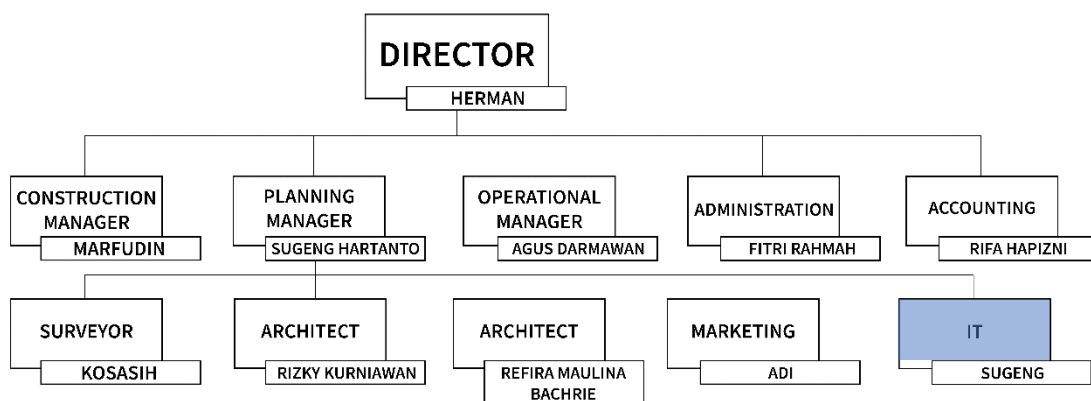 DIRECTOR
HERMAN
CONSTRUCTION
MANAGER
MARFUDIN
PLANNING
MANAGER
SUGENG HARTANTO
OPERATIONAL
MANAGER
AGUS DARMAWAN
ADMINISTRATION
FITRI RAHMAH
ACCOUNTING
RIFA HAPIZNI
SURVEYOR
KOSASIH
ARCHITECT
RIZKY KURNIAWAN
ARCHITECT
REFIRA MAULINA
BACHRIE
MARKETING
ADI
IT
SUGENG